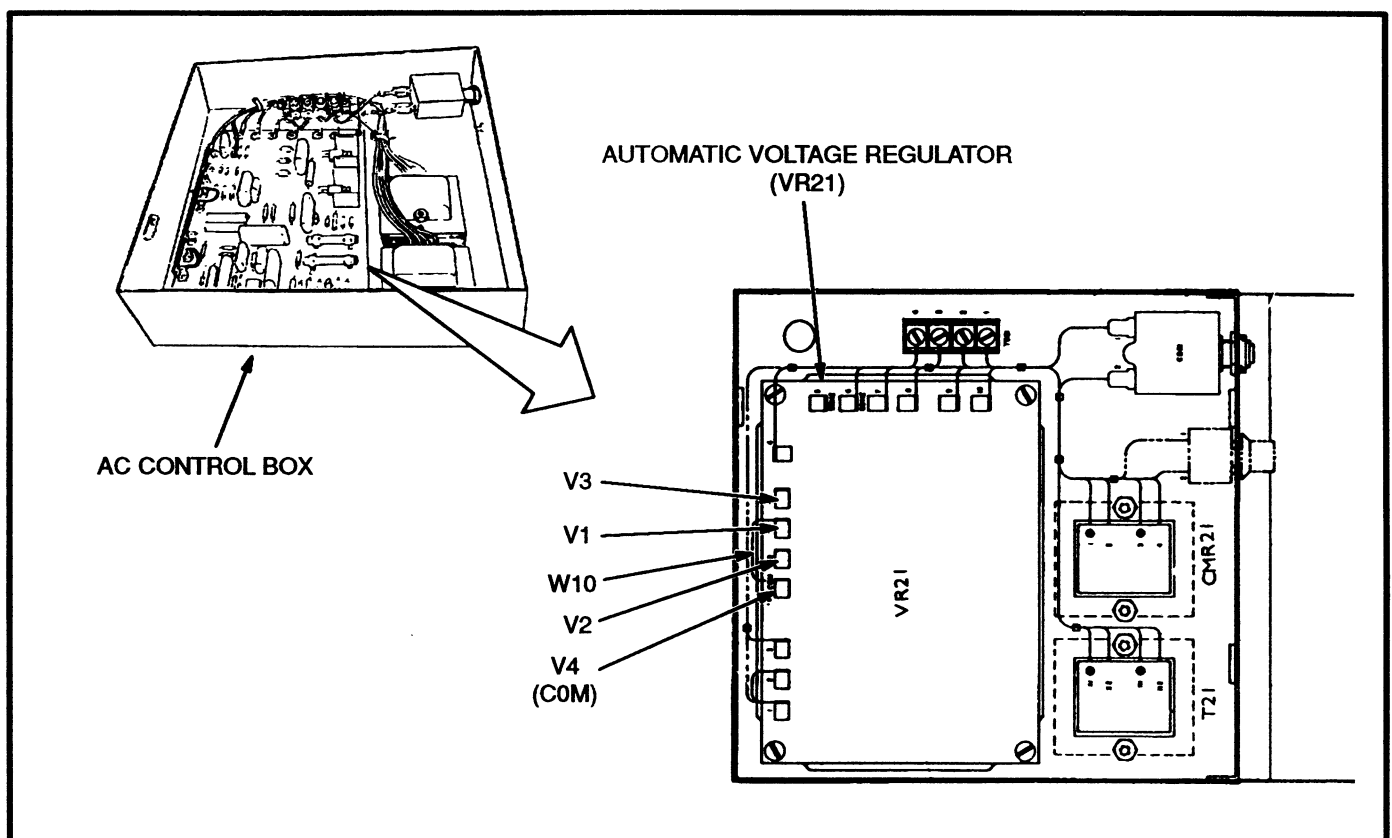 AUTOMATIC VOLTAGE REGULATOR
(VR21)
AC CONTROL BOX
V3
V1
W10
V2
V4
(C0M)
VR21
CMR21
T21